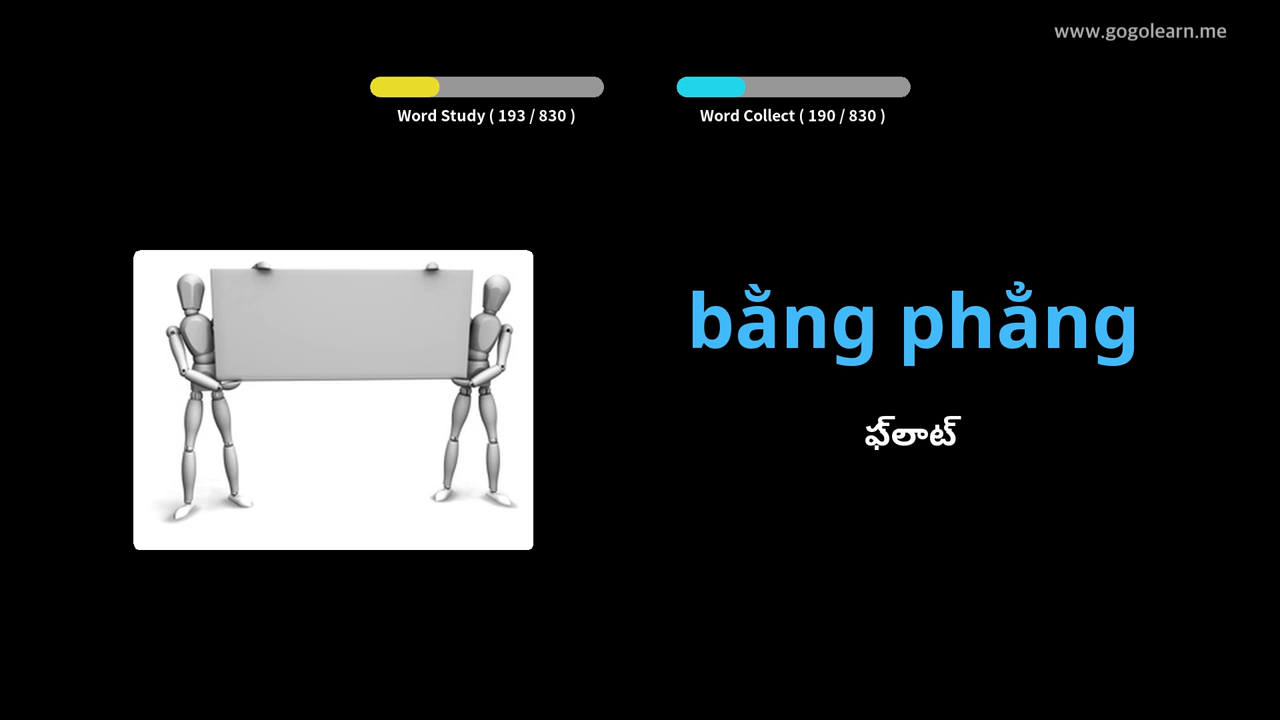 www.gogolearn.me
Word Study ( 193 / 830 )
Word Collect ( 190 / 830 )
bằng phẳng
ఫ్‌లాట్